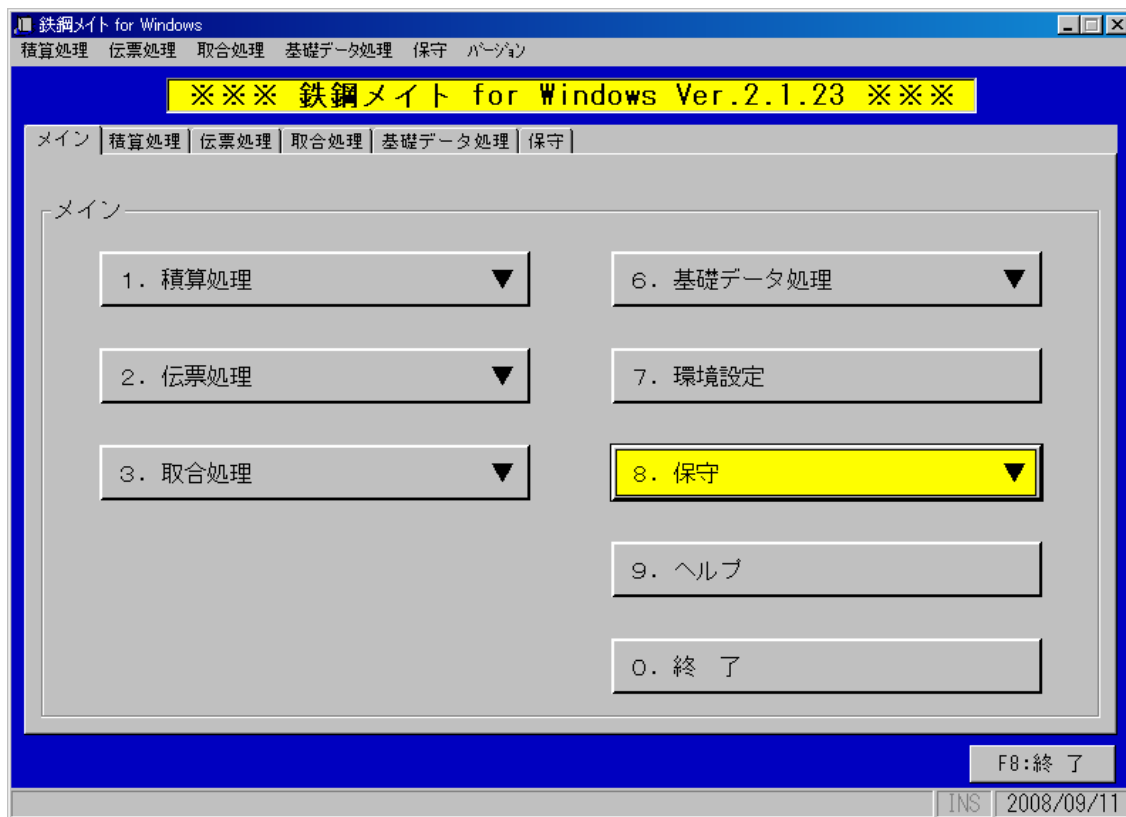 鉄鋼メイト for Windows
積算処理 伝票処理 取合処理 基礎データ処理 保守 バージョン
※※※ 鉄鋼メイト for Windows Ver.2.1.23 ※※※
メイン 積算処理 伝票処理 取合処理 基礎データ処理 保守
メイン
1. 積算処理 ▼
6. 基礎データ処理 ▼
2. 伝票処理 ▼
7. 環境設定
3. 取合処理 ▼
8. 保守 ▼
9. ヘルプ
0. 終 了
F8:終 了
INS 2008/09/11